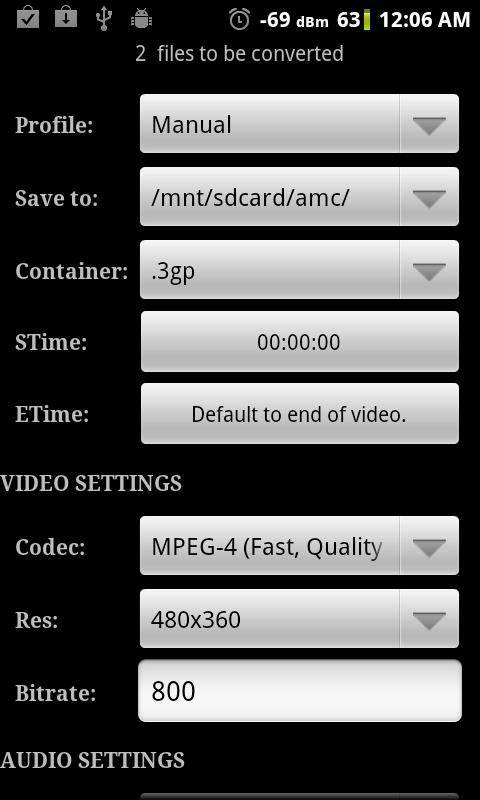 -69 dBm 63 12:06 AM
2 files to be converted
Profile: Manual
Save to: /mnt/sdcard/amc/
Container: .3gp
STime: 00:00:00
ETime: Default to end of video.
VIDEO SETTINGS
Codec: MPEG-4 (Fast, Quality
Res: 480x360
Bitrate: 800
AUDIO SETTINGS